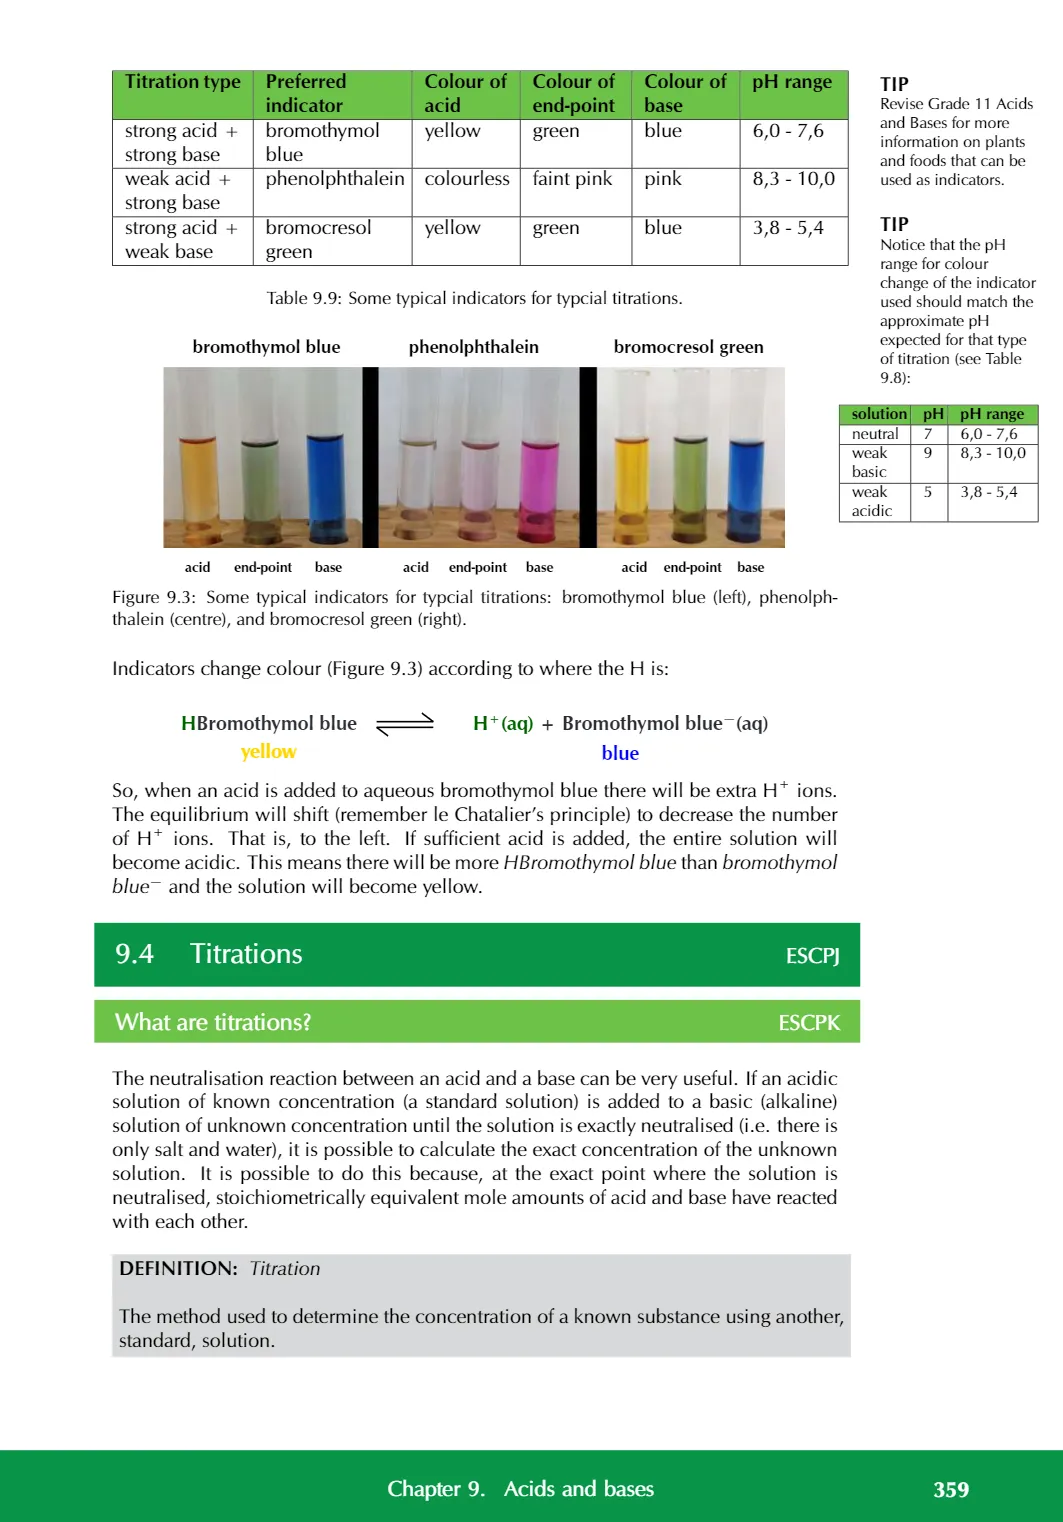 Titration type Preferred indicator Colour of acid Colour of end-point Colour of base pH range
strong acid + strong base bromothymol blue yellow green blue 6,0 - 7,6
weak acid + strong base phenolphthalein colourless faint pink pink 8,3 - 10,0
strong acid + weak base bromocresol green yellow green blue 3,8 - 5,4
Table 9.9: Some typical indicators for typcial titrations.
TIP
Revise Grade 11 Acids
and Bases for more
information on plants
and foods that can be
used as indicators.
TIP
Notice that the pH
range for colour
change of the indicator
used should match the
approximate pH
expected for that type
of titration (see Table
9.8):
solution pH pH range
neutral 7 6,0 - 7,6
weak basic 9 8,3 - 10,0
weak acidic 5 3,8 - 5,4
bromothymol blue phenolphthalein bromocresol green
acid end-point base acid end-point base acid end-point base
Figure 9.3: Some typical indicators for typcial titrations: bromothymol blue (left), phenolph-
thalein (centre), and bromocresol green (right).
Indicators change colour (Figure 9.3) according to where the H is:
HBromothymol blue ⇌ H⁺(aq) + Bromothymol blue⁻(aq)
yellow blue
So, when an acid is added to aqueous bromothymol blue there will be extra H⁺ ions.
The equilibrium will shift (remember le Chatalier's principle) to decrease the number
of H⁺ ions. That is, to the left. If sufficient acid is added, the entire solution will
become acidic. This means there will be more HBromothymol blue than bromothymol
blue⁻ and the solution will become yellow.
9.4 Titrations ESCPJ
What are titrations? ESCPK
The neutralisation reaction between an acid and a base can be very useful. If an acidic
solution of known concentration (a standard solution) is added to a basic (alkaline)
solution of unknown concentration until the solution is exactly neutralised (i.e. there is
only salt and water), it is possible to calculate the exact concentration of the unknown
solution. It is possible to do this because, at the exact point where the solution is
neutralised, stoichiometrically equivalent mole amounts of acid and base have reacted
with each other.
DEFINITION: Titration
The method used to determine the concentration of a known substance using another,
standard, solution.
Chapter 9. Acids and bases 359